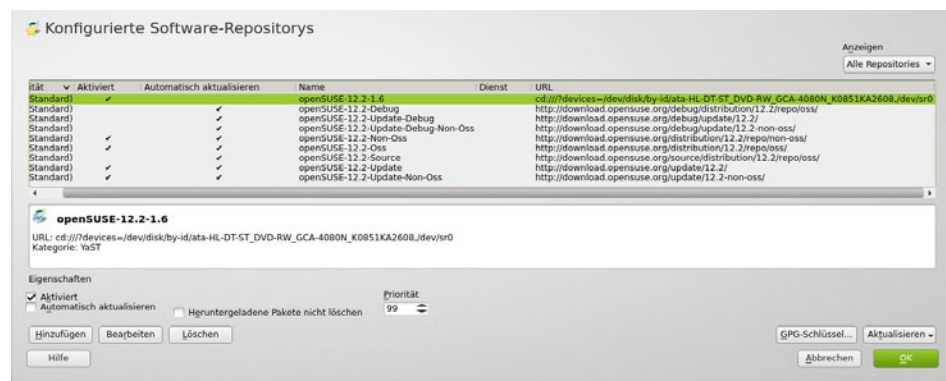 Konfigurierte Software-Repositorys
Anzeigen
Alle Repositories
ität Aktiviert Automatisch aktualisieren Name Dienst URL
Standard) ✔ openSUSE-12.2-1.6 cd:///?devices=/dev/disk/by-id/ata-HL-DT-ST_DVD-RW_GCA-4080N_K0851KA2608,/dev/sr0
Standard) ✔ openSUSE-12.2-Debug http://download.opensuse.org/debug/distribution/12.2/repo/oss/
Standard) ✔ openSUSE-12.2-Update-Debug http://download.opensuse.org/debug/update/12.2/
Standard) ✔ openSUSE-12.2-Update-Debug-Non-Oss http://download.opensuse.org/debug/update/12.2-non-oss/
Standard) ✔ ✔ openSUSE-12.2-Non-Oss http://download.opensuse.org/distribution/12.2/repo/non-oss/
Standard) ✔ ✔ openSUSE-12.2-Oss http://download.opensuse.org/distribution/12.2/repo/oss/
Standard) ✔ openSUSE-12.2-Source http://download.opensuse.org/source/distribution/12.2/repo/oss/
Standard) ✔ ✔ openSUSE-12.2-Update http://download.opensuse.org/update/12.2/
Standard) ✔ ✔ openSUSE-12.2-Update-Non-Oss http://download.opensuse.org/update/12.2-non-oss/
openSUSE-12.2-1.6
URL: cd:///?devices=/dev/disk/by-id/ata-HL-DT-ST_DVD-RW_GCA-4080N_K0851KA2608,/dev/sr0
Kategorie: YaST
Eigenschaften
Aktiviert
Automatisch aktualisieren
Heruntergeladene Pakete nicht löschen
Priorität
99
Hinzufügen Bearbeiten Löschen GPG-Schlüssel... Aktualisieren
Hilfe Abbrechen OK